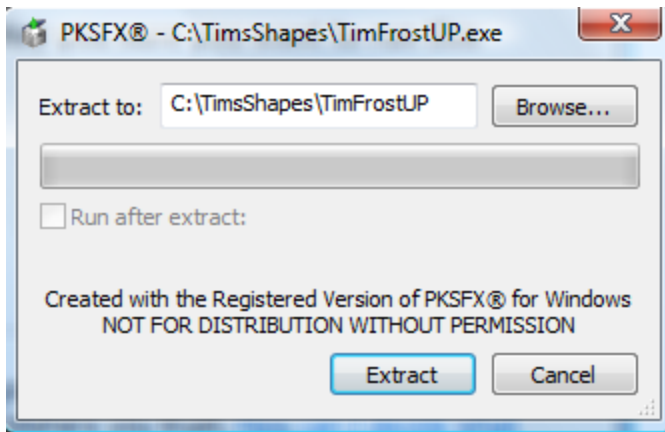 PKSFX® - C:\TimsShapes\TimFrostUP.exe
Extract to: C:\TimsShapes\TimFrostUP Browse...
Run after extract:
Created with the Registered Version of PKSFX® for Windows
NOT FOR DISTRIBUTION WITHOUT PERMISSION
Extract Cancel